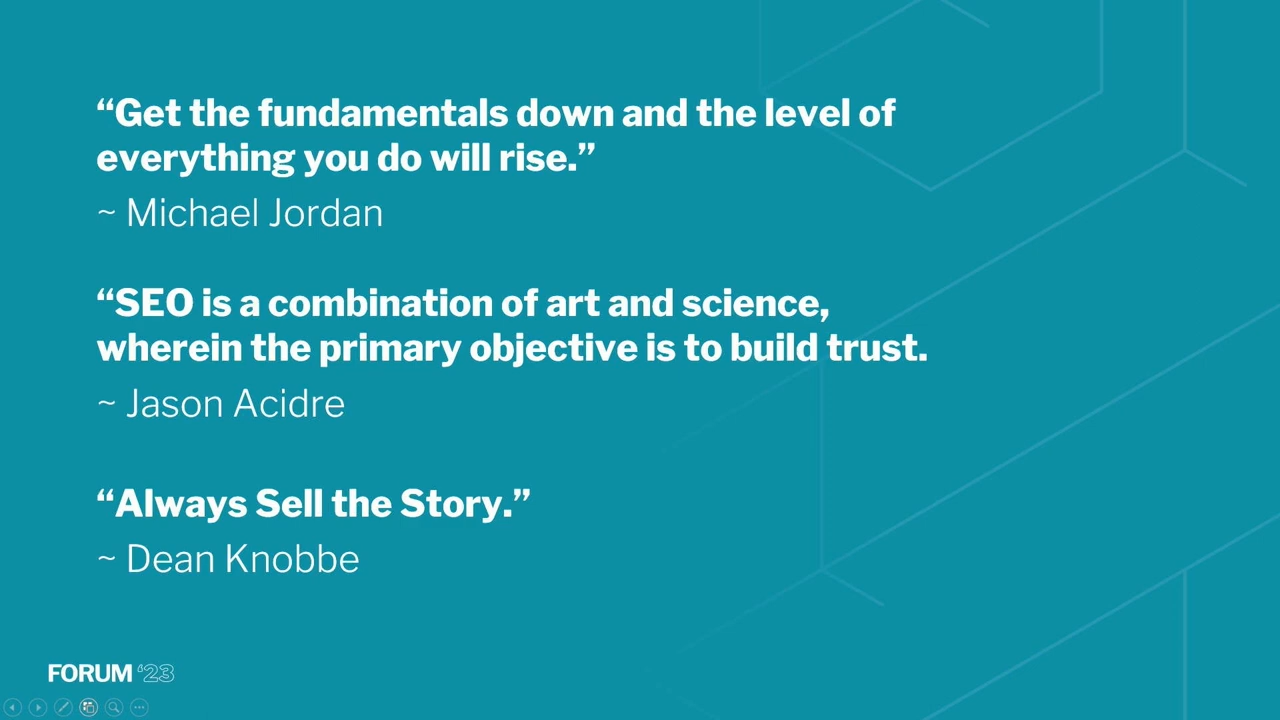 “Get the fundamentals down and the level of
everything you do will rise.”
~ Michael Jordan
“SEO is a combination of art and science,
wherein the primary objective is to build trust.
~ Jason Acidre
“Always Sell the Story.”
~ Dean Knobbe
FORUM ‘23